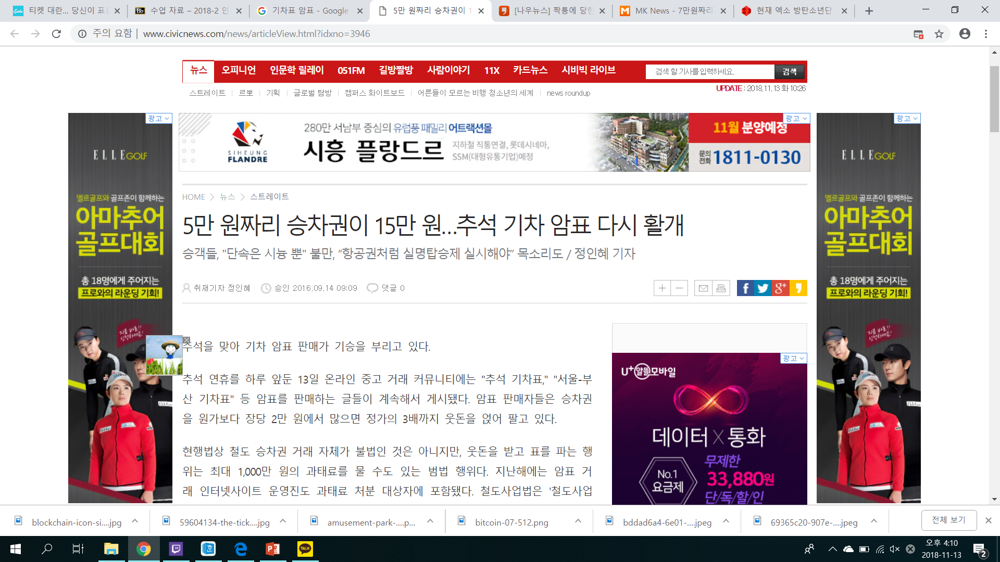 티켓 대란... 당신이 표를
수업 자료 – 2018-2 인
기차표 암표 - Google
5만 원짜리 승차권이 1
[나우뉴스] 짝퉁에 당한
MK News - 7만원짜리
현재 엑소 방탄소년단
주의 요함 | www.civicnews.com/news/articleView.html?idxno=3946
뉴스 오피니언 인문학 릴레이 051FM 길방짤방 사람이야기 11X 카드뉴스 시비빅 라이브
검색 할 기사를 입력하세요. 검색
스트레이트 르뽀 기획 글로벌 탐방 캠퍼스 화이트보드 어른들이 모르는 비행 청소년의 세계 news roundup
UPDATE : 2018.11.13 화 10:26
광고
ELLE GOLF
엘르골프와 골프존이 함께하는
아마추어
골프대회
총 18명에게 주어지는
프로와의 라운딩 기회!
지금 바로!!
신청하세요!
SIHEUNG
FLANDRE
280만 서남부 중심의 유럽풍 패밀리 어트랙션몰
시흥 플랑드르
지하철 직통연결, 롯데시네마,
SSM(대형유통기업)예정
11월 분양예정
광고
문의
전화 1811-0130
광고
ELLE GOLF
엘르골프와 골프존이 함께하는
아마추어
골프대회
총 18명에게 주어지는
프로와의 라운딩 기회!
지금 바로!!
신청하세요!
HOME > 뉴스 > 스트레이트
5만 원짜리 승차권이 15만 원...추석 기차 암표 다시 활개
승객들, "단속은 시늉 뿐" 불만, “항공권처럼 실명탑승제 실시해야” 목소리도 / 정인혜 기자
취재기자 정인혜 승인 2016.09.14 09:09 댓글 0
추석을 맞아 기차 암표 판매가 기승을 부리고 있다.
추석 연휴를 하루 앞둔 13일 온라인 중고 거래 커뮤니티에는 "추석 기차표," "서울-부
산 기차표" 등 암표를 판매하는 글들이 계속해서 게시됐다. 암표 판매자들은 승차권
을 원가보다 장당 2만 원에서 많으면 정가의 3배까지 웃돈을 얹어 팔고 있다.
현행법상 철도 승차권 거래 자체가 불법인 것은 아니지만, 웃돈을 받고 표를 파는 행
위는 최대 1,000만 원의 과태료를 물 수도 있는 범법 행위다. 지난해에는 암표 거
래 인터넷사이트 운영진도 과태료 처분 대상자에 포함됐다. 철도사업법은 '철도사업
광고
U+알뜰모바일
데이터 X 통화
No.1
요금제
무제한
33,880원
단/독/할/인
blockchain-icon-si....jpg
59604134-the-tick....jpg
amusement-park-....p...
bitcoin-07-512.png
bddad6a4-6e01-....jpeg
69365c20-907e-....jpeg
전체 보기
TALK
오후 4:10
2018-11-13
2